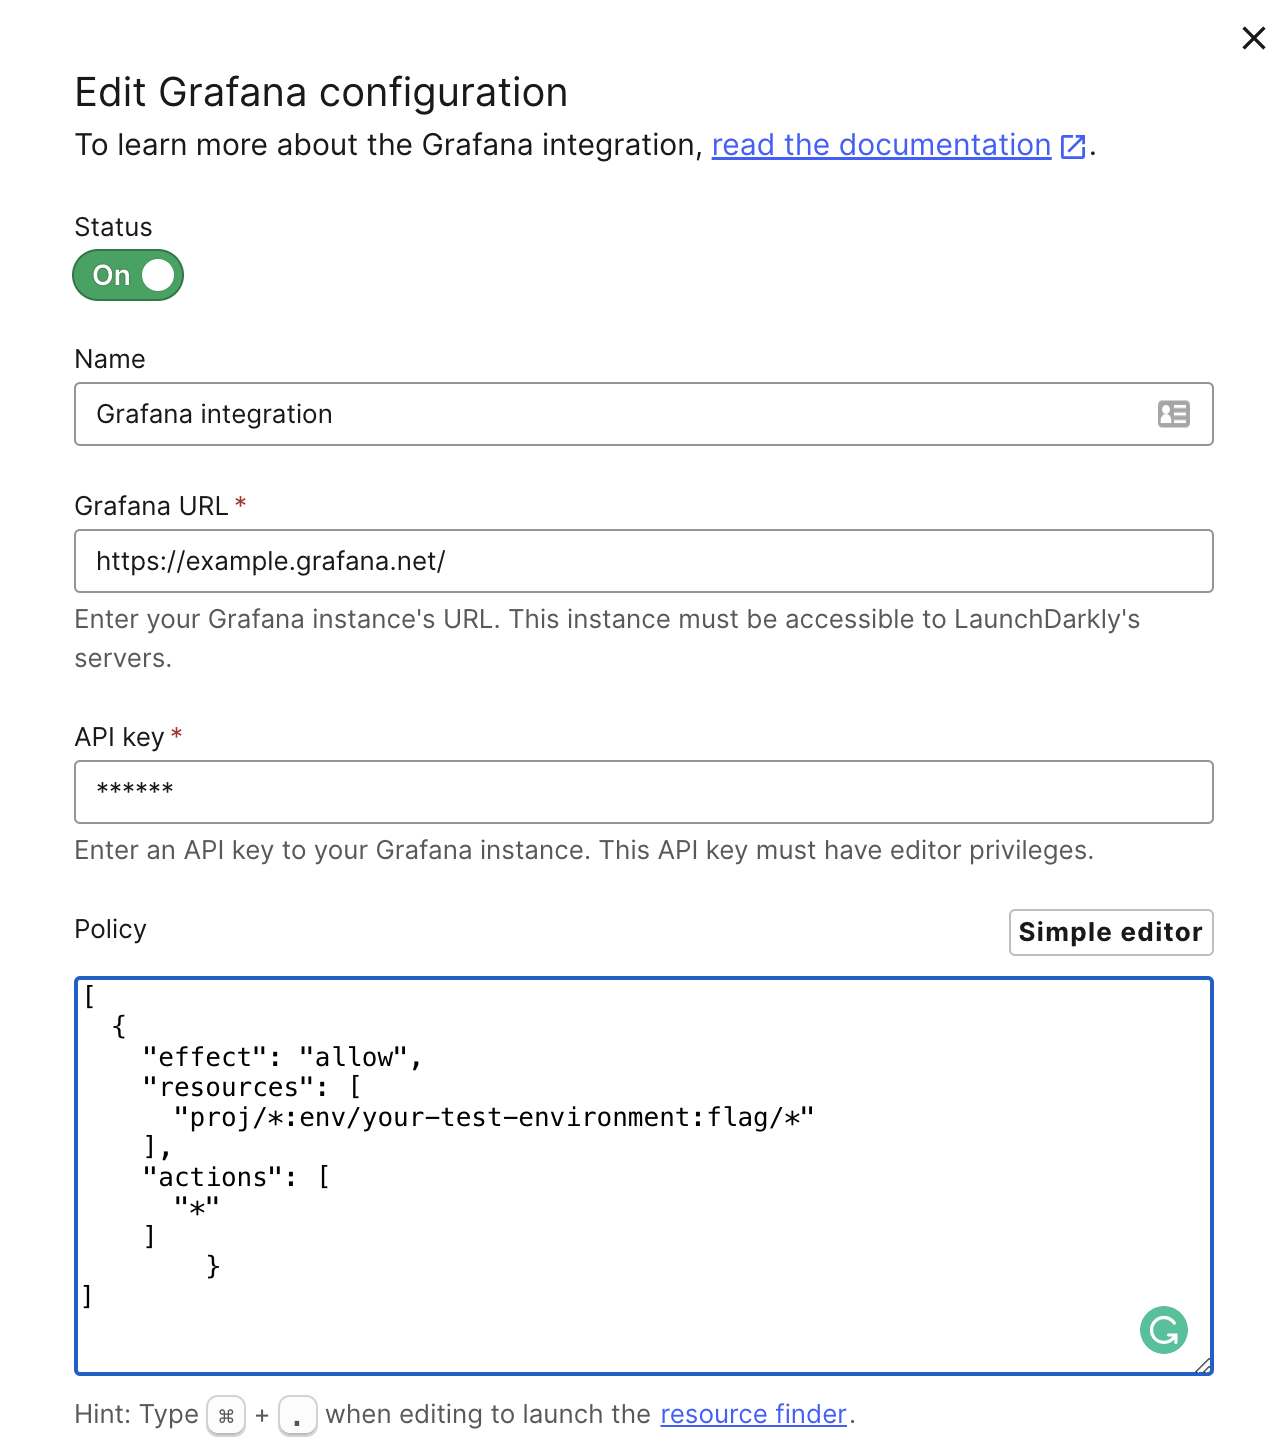 Edit Grafana configuration
To learn more about the Grafana integration, read the documentation.
Status
On
Name
Grafana integration
Grafana URL *
https://example.grafana.net/
Enter your Grafana instance's URL. This instance must be accessible to LaunchDarkly's
servers.
API key *
******
Enter an API key to your Grafana instance. This API key must have editor privileges.
Policy
Simple editor
[
  {
    "effect": "allow",
    "resources": [
      "proj/*:env/your-test-environment:flag/*"
    ],
    "actions": [
      "*"
    ]
        }
]
Hint: Type ⌘ + . when editing to launch the resource finder.